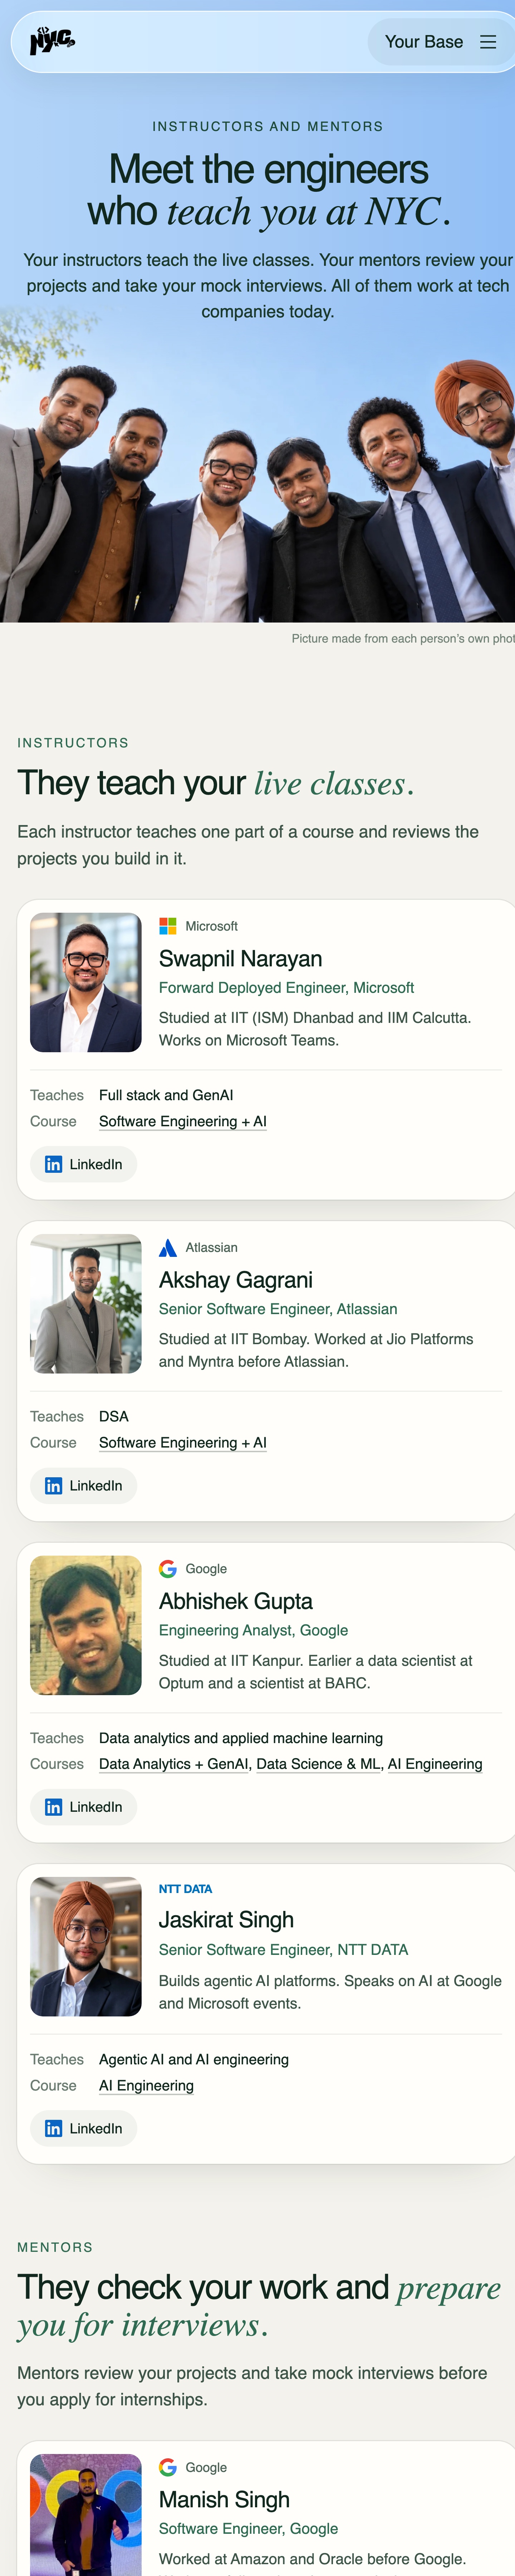 NYC
Your Base
INSTRUCTORS AND MENTORS
Meet the engineers
who teach you at NYC.
Your instructors teach the live classes. Your mentors review your
projects and take your mock interviews. All of them work at tech
companies today.
Picture made from each person's own phot
INSTRUCTORS
They teach your live classes.
Each instructor teaches one part of a course and reviews the
projects you build in it.
Microsoft
Swapnil Narayan
Forward Deployed Engineer, Microsoft
Studied at IIT (ISM) Dhanbad and IIM Calcutta.
Works on Microsoft Teams.
Teaches Full stack and GenAI
Course Software Engineering + AI
in LinkedIn
Atlassian
Akshay Gagrani
Senior Software Engineer, Atlassian
Studied at IIT Bombay. Worked at Jio Platforms
and Myntra before Atlassian.
Teaches DSA
Course Software Engineering + AI
in LinkedIn
Google
Abhishek Gupta
Engineering Analyst, Google
Studied at IIT Kanpur. Earlier a data scientist at
Optum and a scientist at BARC.
Teaches Data analytics and applied machine learning
Courses Data Analytics + GenAI, Data Science & ML, AI Engineering
in LinkedIn
NTT DATA
Jaskirat Singh
Senior Software Engineer, NTT DATA
Builds agentic AI platforms. Speaks on AI at Google
and Microsoft events.
Teaches Agentic AI and AI engineering
Course AI Engineering
in LinkedIn
MENTORS
They check your work and prepare
you for interviews.
Mentors review your projects and take mock interviews before
you apply for internships.
Google
Manish Singh
Software Engineer, Google
Worked at Amazon and Oracle before Google.